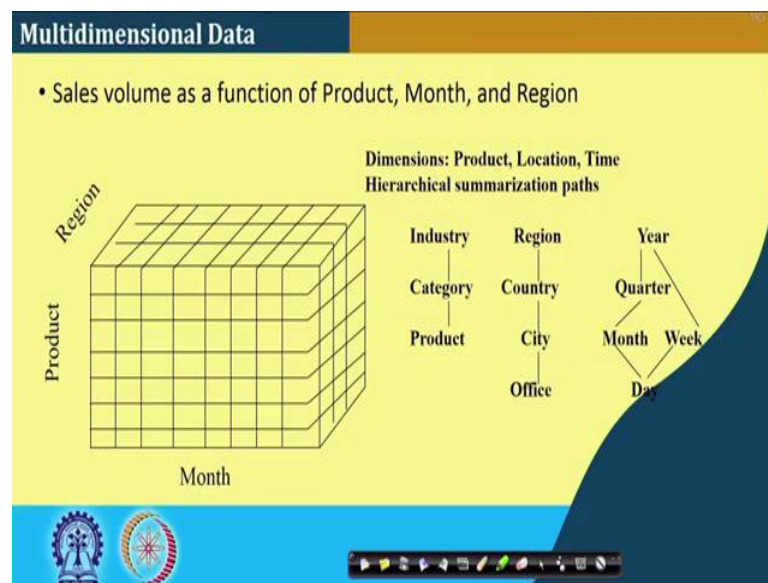 Multidimensional Data
• Sales volume as a function of Product, Month, and Region
Dimensions: Product, Location, Time
Hierarchical summarization paths
Region
Product
Month
Industry Region Year
Category Country Quarter
Product City Month Week
Office Day